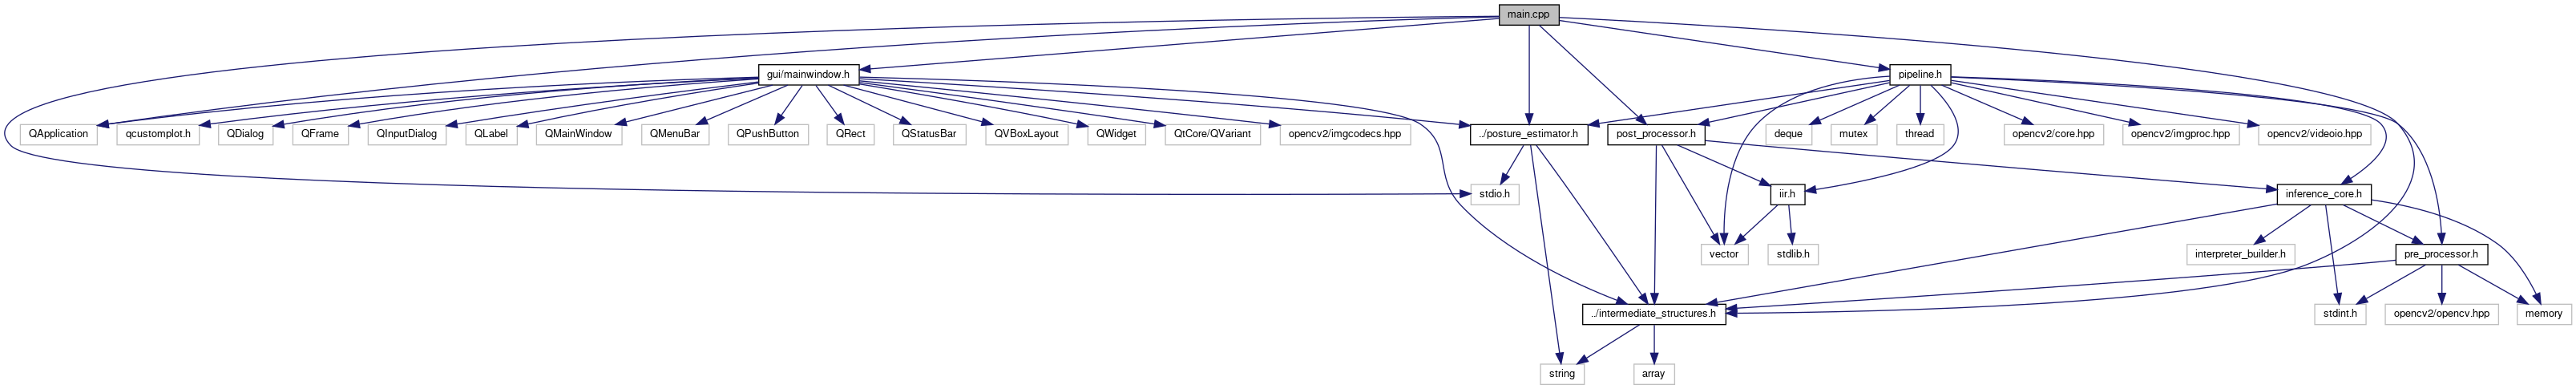 main.cpp
gui/mainwindow.h
pipeline.h
QApplication
qcustomplot.h
QDialog
QFrame
QInputDialog
QLabel
QMainWindow
QMenuBar
QPushButton
QRect
QStatusBar
QVBoxLayout
QWidget
QtCore/QVariant
opencv2/imgcodecs.hpp
../posture_estimator.h
post_processor.h
deque
mutex
thread
opencv2/core.hpp
opencv2/imgproc.hpp
opencv2/videoio.hpp
stdio.h
iir.h
inference_core.h
vector
stdlib.h
interpreter_builder.h
pre_processor.h
../intermediate_structures.h
stdint.h
opencv2/opencv.hpp
memory
string
array